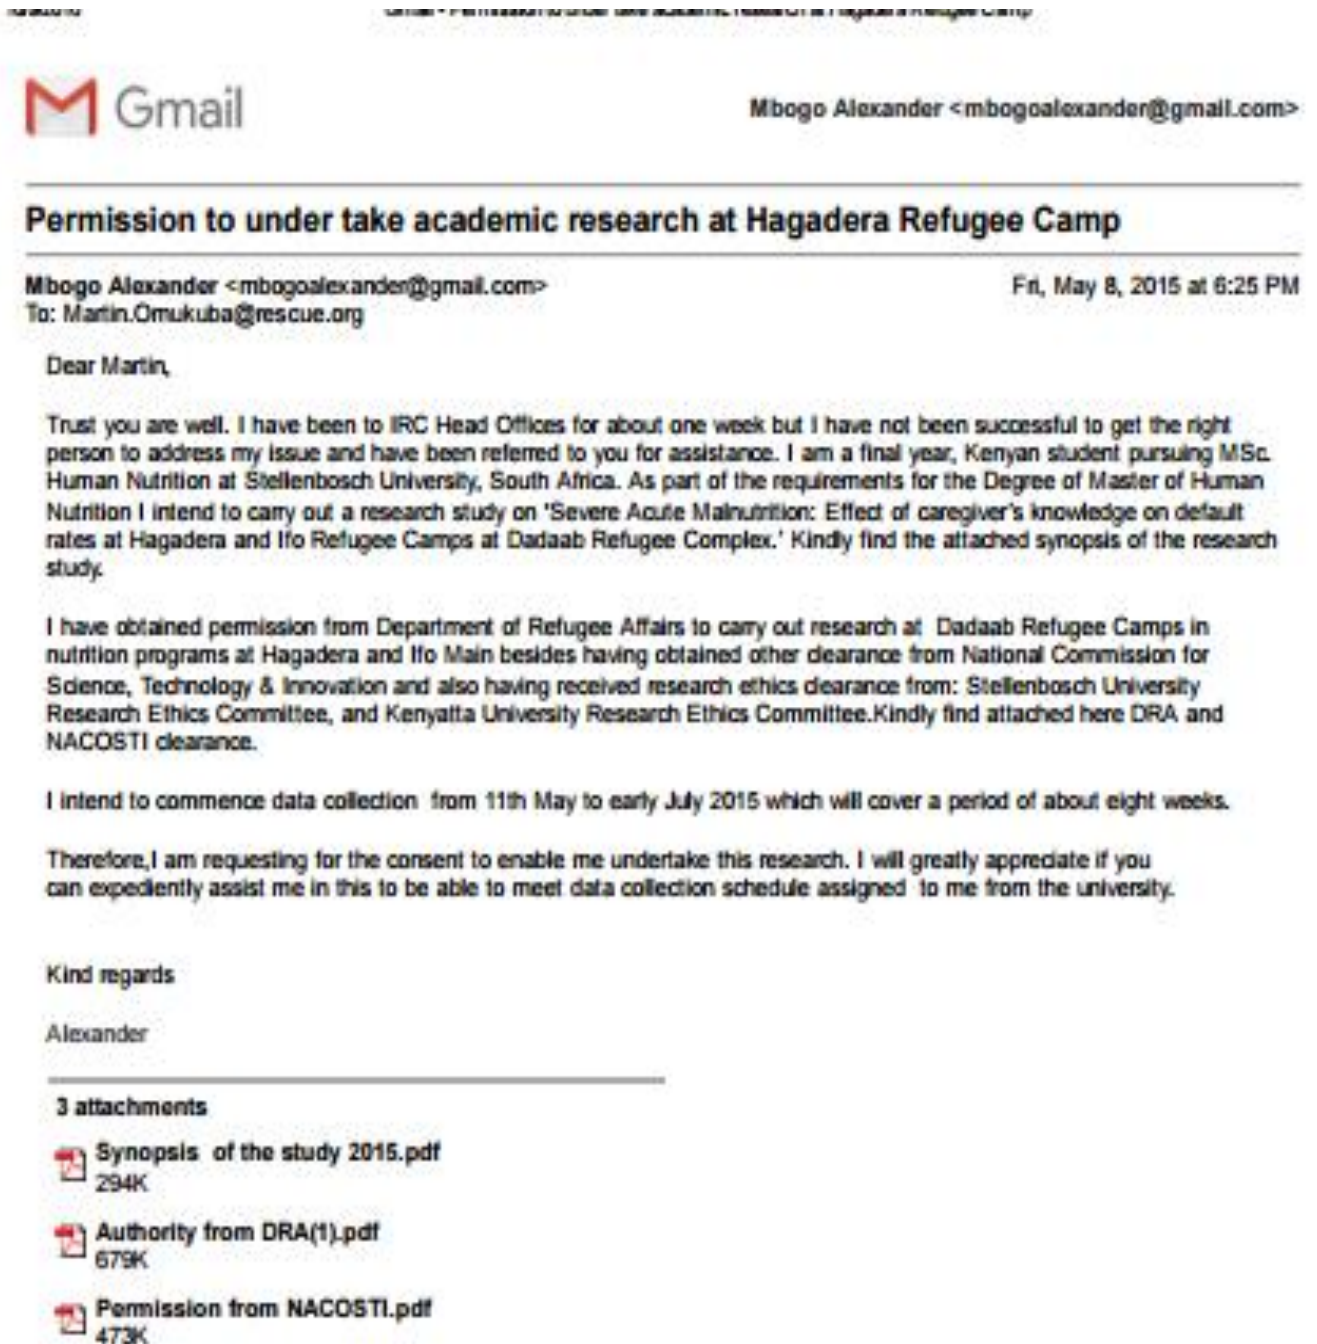 Gmail - Permission to under take academic research at Hagadera Refugee Camp
Gmail
Mbogo Alexander <mbogoalexander@gmail.com>
Permission to under take academic research at Hagadera Refugee Camp
Mbogo Alexander <mbogoalexander@gmail.com>
Fri, May 8, 2015 at 6:25 PM
To: Martin.Omukuba@rescue.org
Dear Martin,
Trust you are well. I have been to IRC Head Offices for about one week but I have not been successful to get the right
person to address my issue and have been referred to you for assistance. I am a final year, Kenyan student pursuing MSc.
Human Nutrition at Stellenbosch University, South Africa. As part of the requirements for the Degree of Master of Human
Nutrition I intend to carry out a research study on 'Severe Acute Malnutrition: Effect of caregiver's knowledge on default
rates at Hagadera and Ifo Refugee Camps at Dadaab Refugee Complex.' Kindly find the attached synopsis of the research
study.
I have obtained permission from Department of Refugee Affairs to carry out research at Dadaab Refugee Camps in
nutrition programs at Hagadera and Ifo Main besides having obtained other clearance from National Commission for
Science, Technology & Innovation and also having received research ethics clearance from: Stellenbosch University
Research Ethics Committee, and Kenyatta University Research Ethics Committee.Kindly find attached here DRA and
NACOSTI clearance.
I intend to commence data collection from 11th May to early July 2015 which will cover a period of about eight weeks.
Therefore,I am requesting for the consent to enable me undertake this research. I will greatly appreciate if you
can expediently assist me in this to be able to meet data collection schedule assigned to me from the university.
Kind regards
Alexander
3 attachments
Synopsis of the study 2015.pdf
294K
Authority from DRA(1).pdf
679K
Permission from NACOSTI.pdf
473K